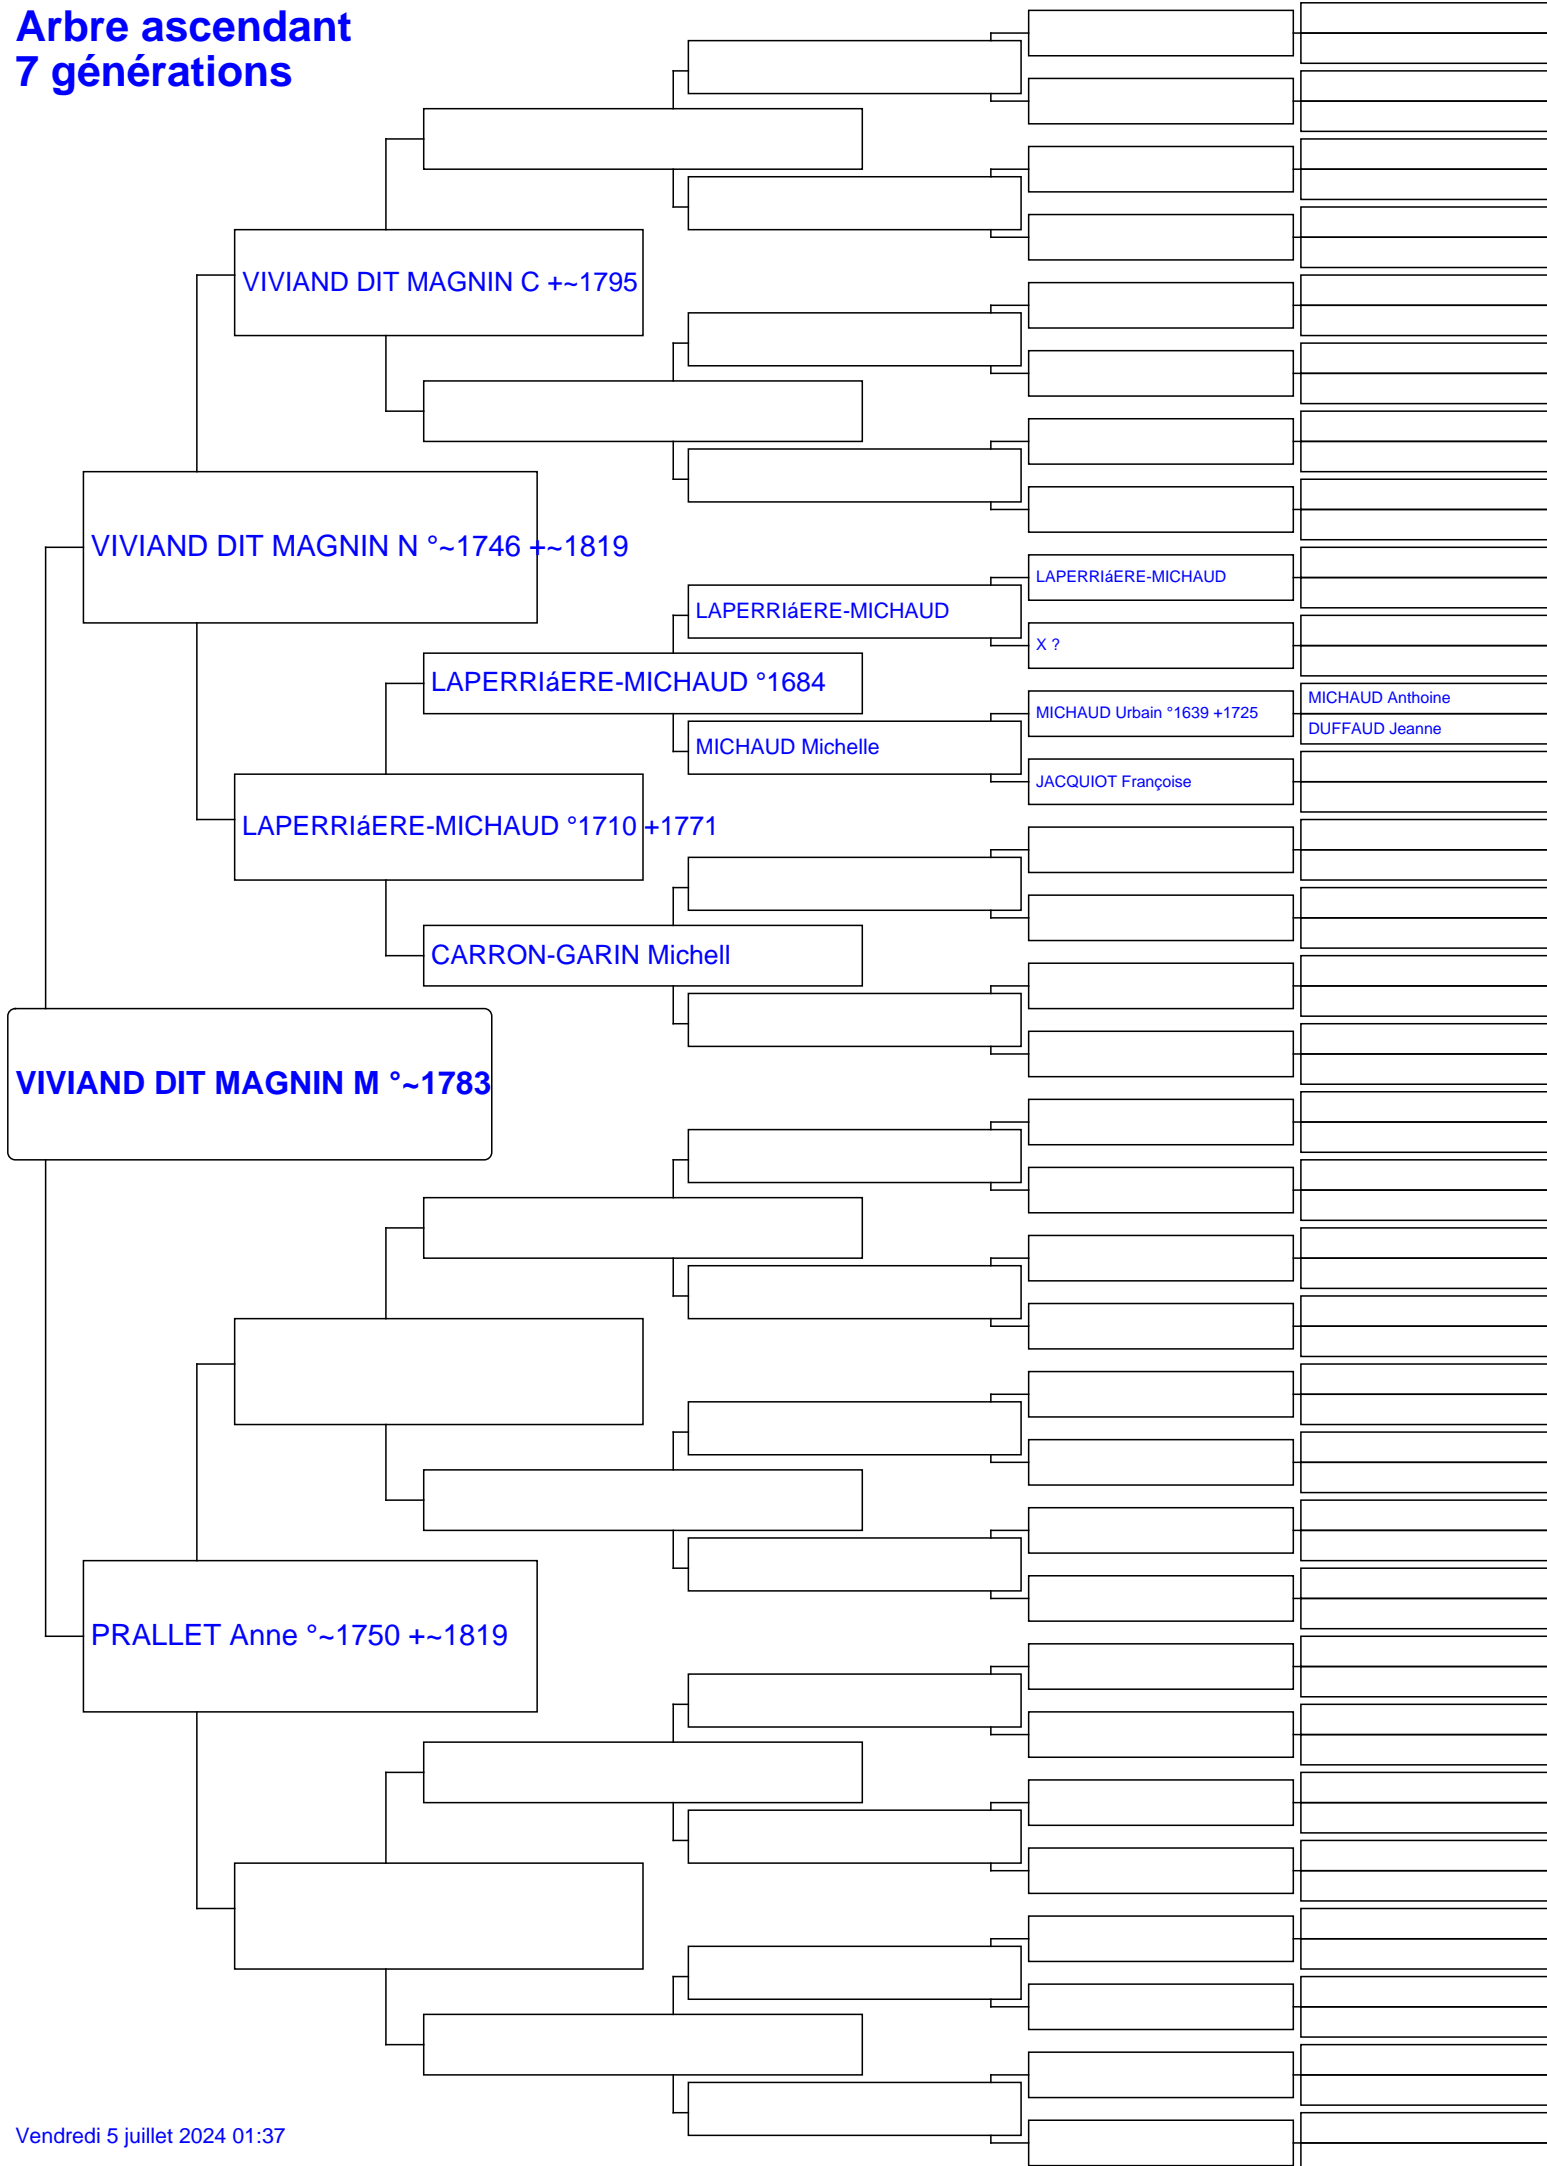 Arbre ascendant
7 générations
VIVIAND DIT MAGNIN C +~1795
VIVIAND DIT MAGNIN N °~1746 +~1819
LAPERRIáERE-MICHAUD
LAPERRIáERE-MICHAUD
X ?
LAPERRIáERE-MICHAUD °1684
MICHAUD Anthoine
MICHAUD Urbain °1639 +1725
DUFFAUD Jeanne
MICHAUD Michelle
JACQUIOT Françoise
LAPERRIáERE-MICHAUD °1710 +1771
CARRON-GARIN Michell
VIVIAND DIT MAGNIN M °~1783
PRALLET Anne °~1750 +~1819
Vendredi 5 juillet 2024 01:37